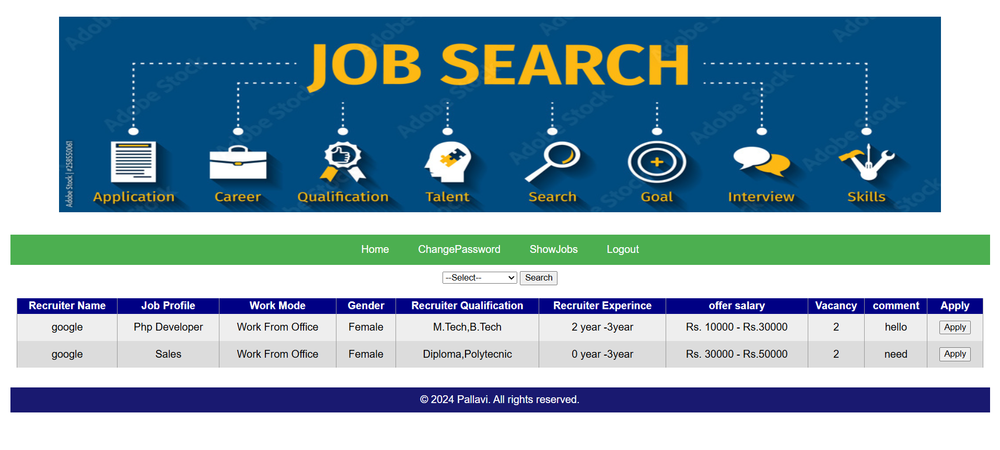 JOB SEARCH
Application Career Qualification Talent Search Goal Interview Skills
Adobe Stock | #258550061
Adobe Stock
Home ChangePassword ShowJobs Logout
--Select-- Search
Recruiter Name Job Profile Work Mode Gender Recruiter Qualification Recruiter Experince offer salary Vacancy comment Apply
google Php Developer Work From Office Female M.Tech,B.Tech 2 year -3year Rs. 10000 - Rs.30000 2 hello Apply
google Sales Work From Office Female Diploma,Polytecnic 0 year -3year Rs. 30000 - Rs.50000 2 need Apply
© 2024 Pallavi. All rights reserved.